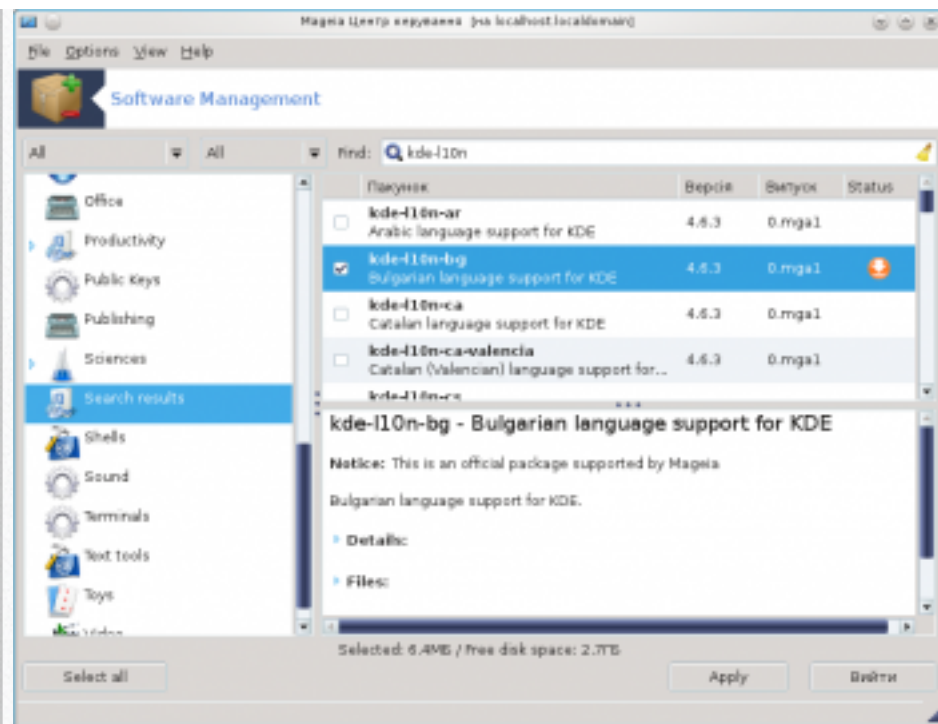 Mageia Центр керування [на localhost.localdomain]
File Options View Help
Software Management
All All Find: kde-l10n
Пакунок Версія Випуск Status
Office
Productivity
Public Keys
Publishing
Sciences
Search results
Shells
Sound
Terminals
Text tools
Toys
Video
kde-l10n-ar 4.6.3 0.mga1
Arabic language support for KDE
kde-l10n-bg 4.6.3 0.mga1
Bulgarian language support for KDE
kde-l10n-ca 4.6.3 0.mga1
Catalan language support for KDE
kde-l10n-ca-valencia 4.6.3 0.mga1
Catalan (Valencian) language support for...
kde-l10n-cs
kde-l10n-bg - Bulgarian language support for KDE
Notice: This is an official package supported by Mageia
Bulgarian language support for KDE.
Details:
Files:
Selected: 6.4MB / Free disk space: 2.7TB
Select all Apply Вийти